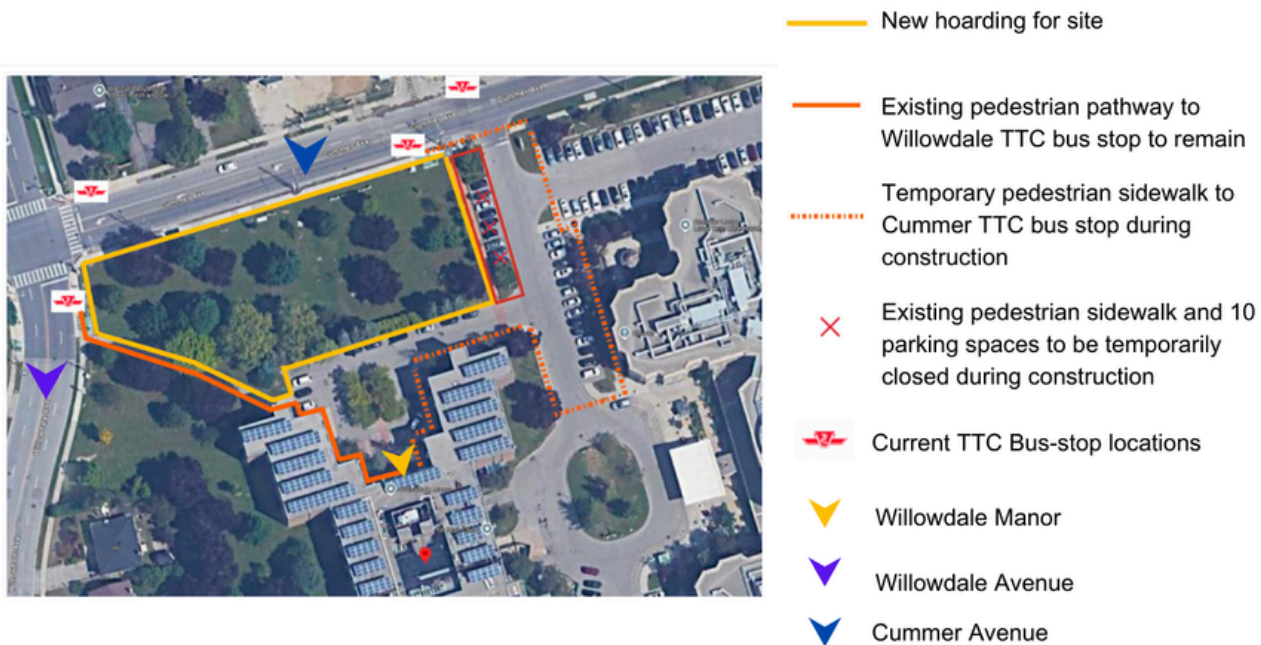 New hoarding for site
Existing pedestrian pathway to
Willowdale TTC bus stop to remain
Temporary pedestrian sidewalk to
Cummer TTC bus stop during
construction
Existing pedestrian sidewalk and 10
parking spaces to be temporarily
closed during construction
Current TTC Bus-stop locations
Willowdale Manor
Willowdale Avenue
Cummer Avenue